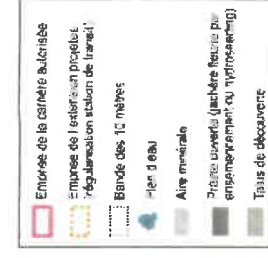 Emprise de la carrière autorisée
Emprise de l'extension projetée
régularisation station de transit
Bande des 10 mètres
Plan d'eau
Aire minérale
Prairie ouverte (jachère fleurie par
ensemencement ou hydroseeding)
Talus de découverte